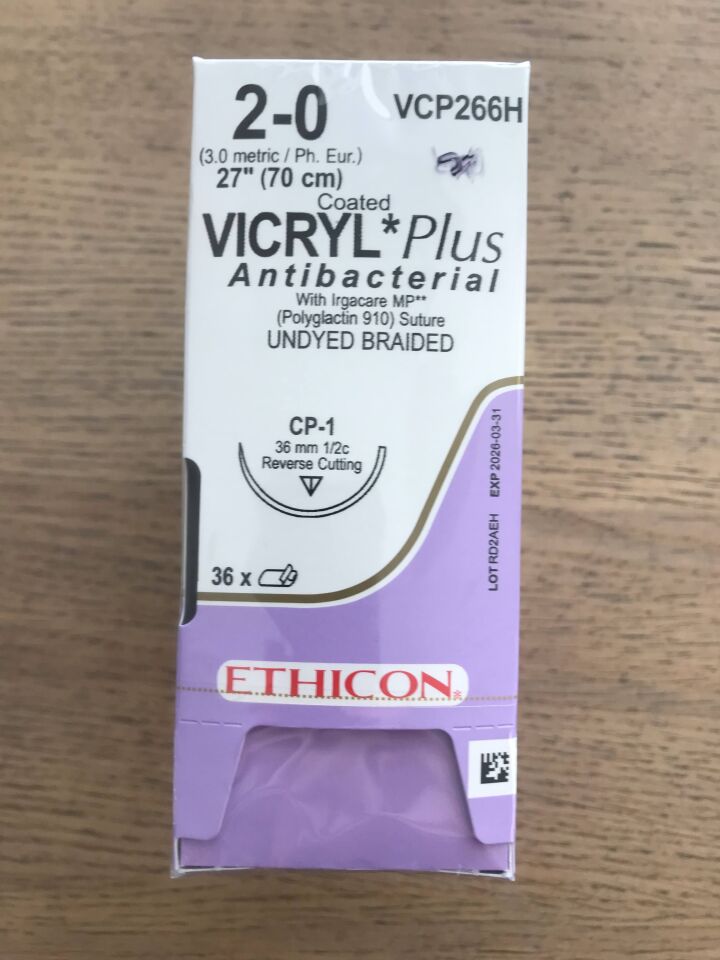 2-0
VCP266H
(3.0 metric / Ph. Eur.)
27" (70 cm)
Coated
VICRYL*Plus
Antibacterial
With Irgacare MP**
(Polyglactin 910) Suture
UNDYED BRAIDED
CP-1
36 mm 1/2c
Reverse Cutting
36 x
LOT RD2AEH EXP 2026-03-31
ETHICON*